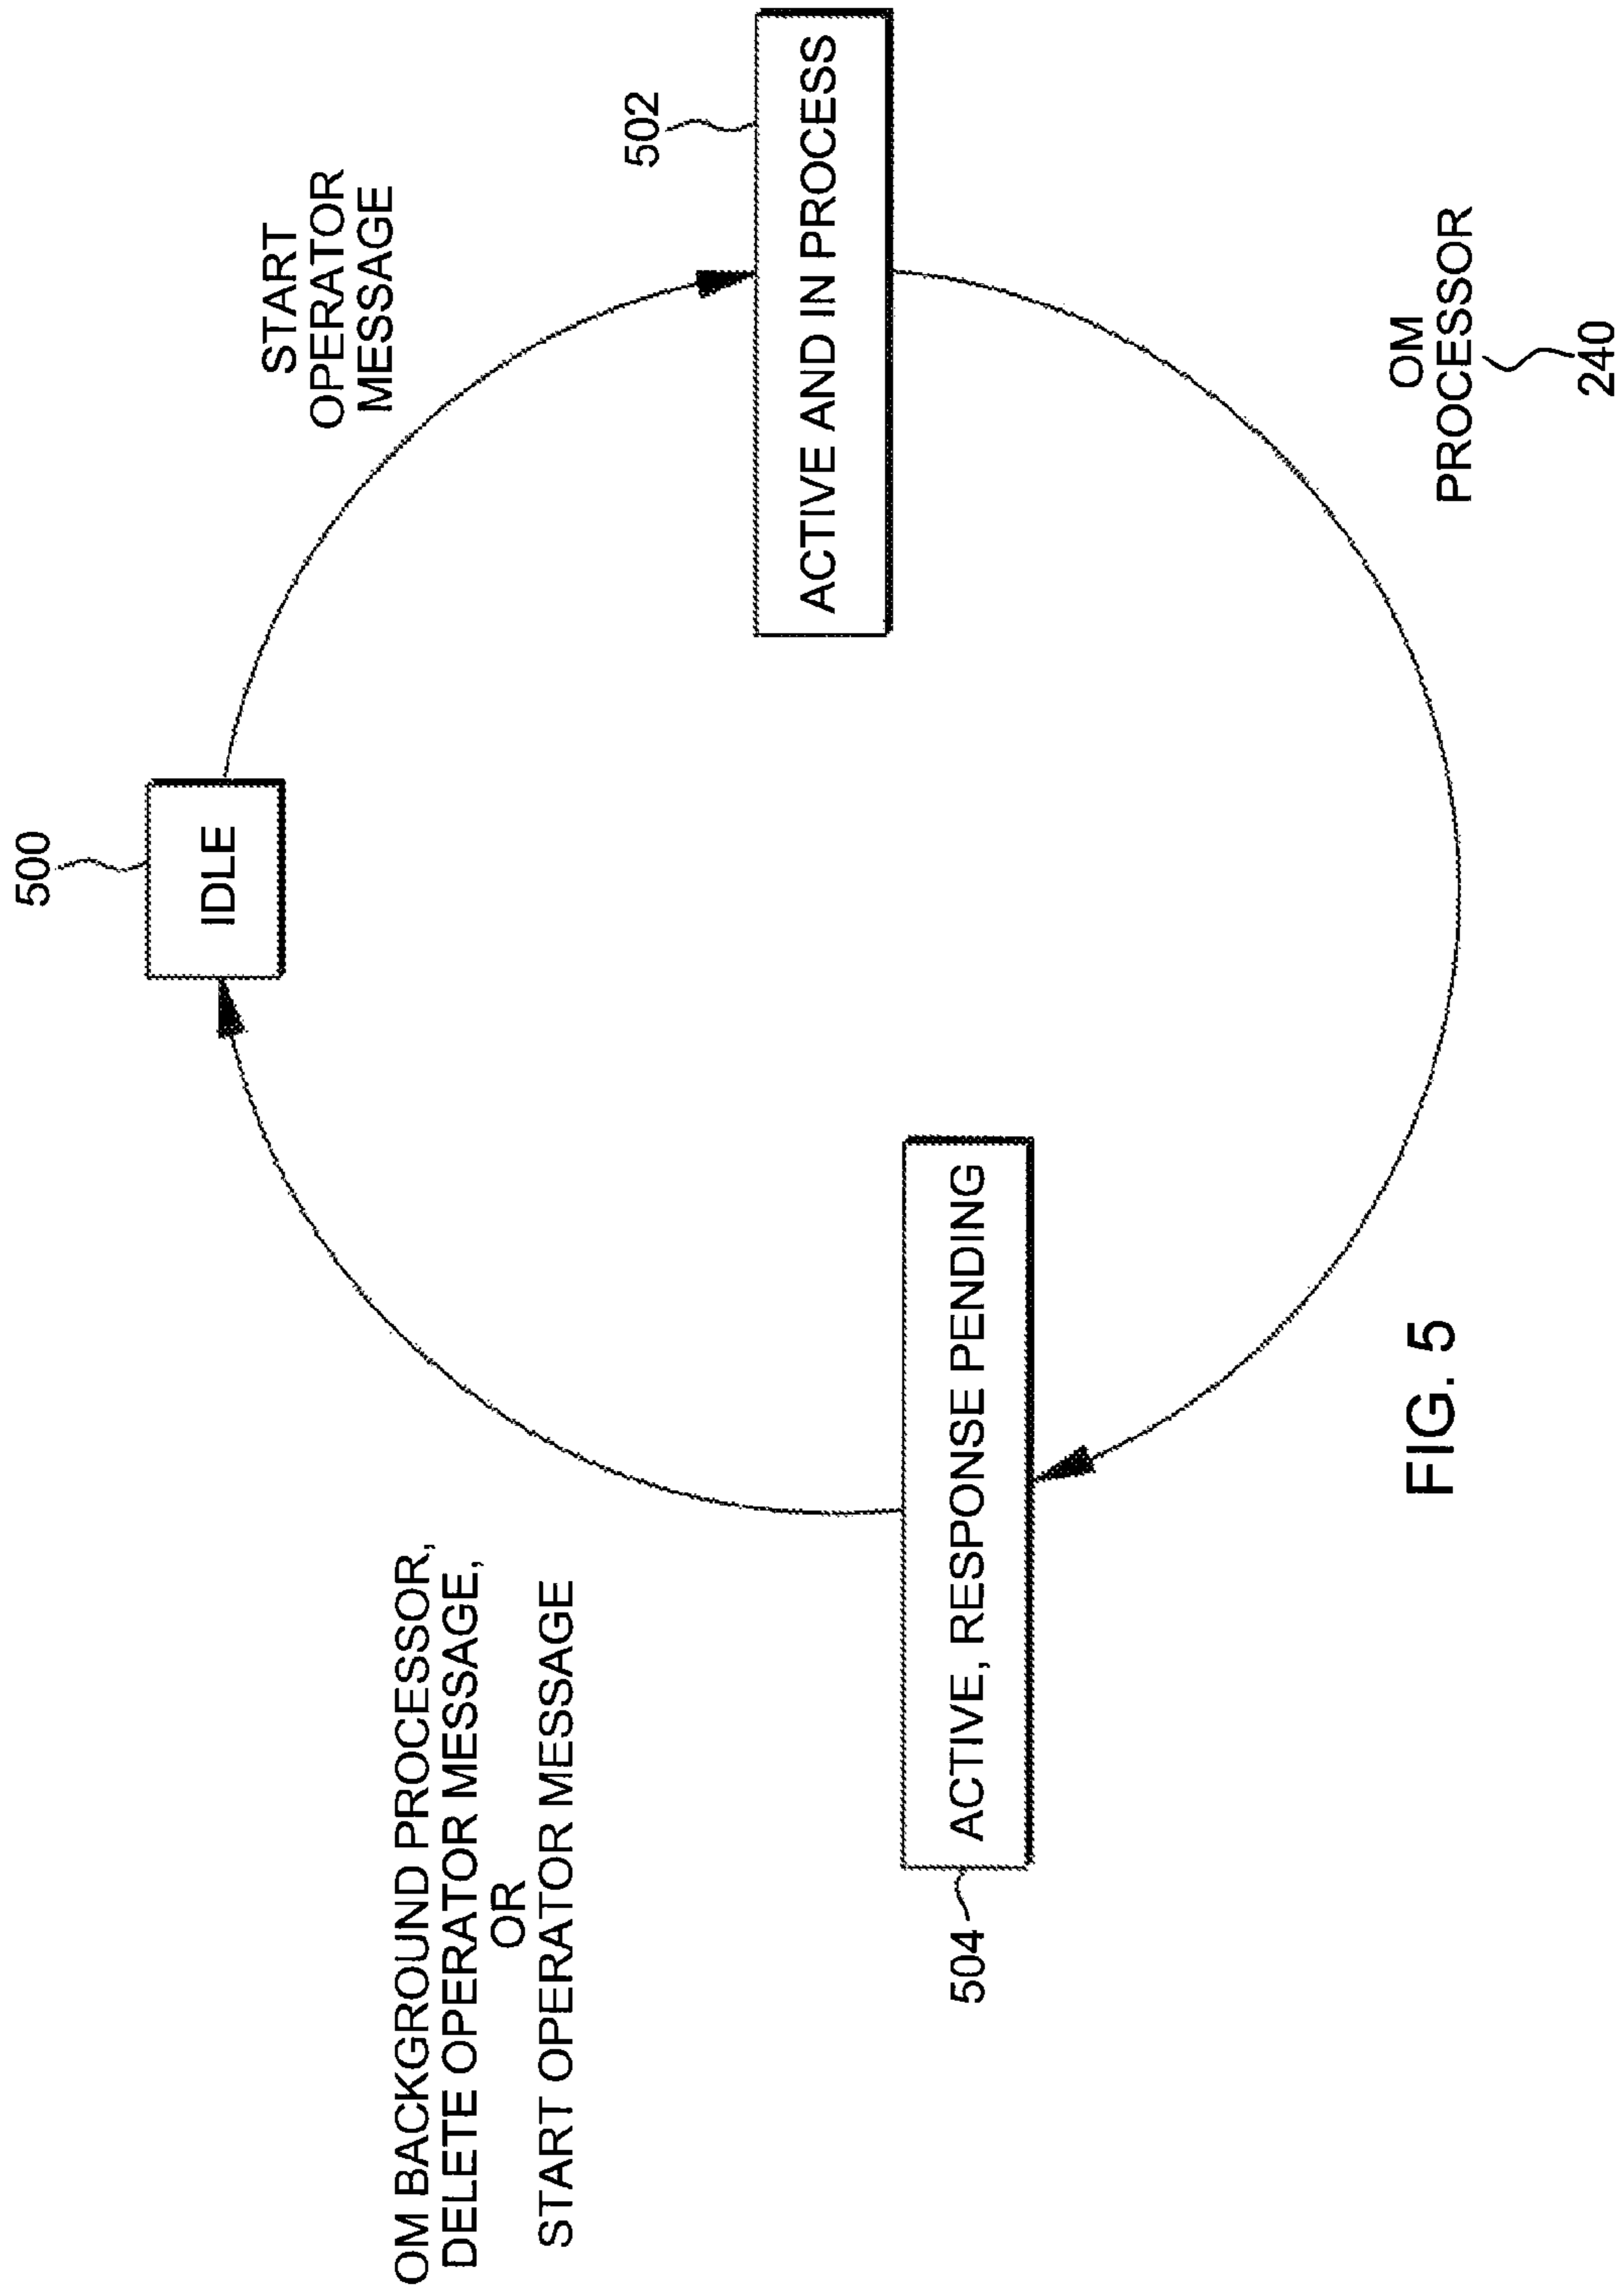 500
IDLE
START
OPERATOR
MESSAGE
502
ACTIVE AND IN PROCESS
OM BACKGROUND PROCESSOR,
DELETE OPERATOR MESSAGE,
OR
START OPERATOR MESSAGE
504
ACTIVE, RESPONSE PENDING
OM
PROCESSOR
240
FIG. 5